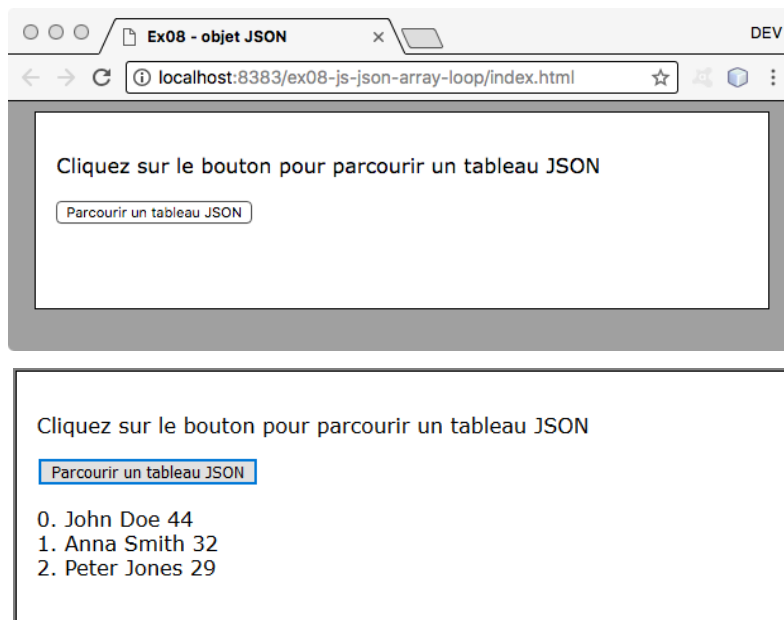 Ex08 - objet JSON
DEV
localhost:8383/ex08-js-json-array-loop/index.html
Cliquez sur le bouton pour parcourir un tableau JSON
Parcourir un tableau JSON
Cliquez sur le bouton pour parcourir un tableau JSON
Parcourir un tableau JSON
0. John Doe 44
1. Anna Smith 32
2. Peter Jones 29